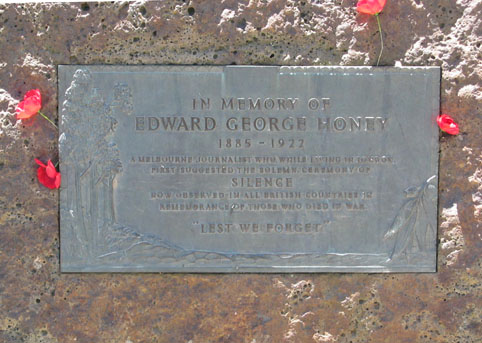 IN MEMORY OF
EDWARD GEORGE HONEY
1885 - 1922
A MELBOURNE JOURNALIST WHO WHILE LIVING IN LONDON
FIRST SUGGESTED THE SOLEMN CEREMONY OF
SILENCE
NOW OBSERVED IN ALL BRITISH COUNTRIES IN
REMEMBRANCE OF THOSE WHO DIED IN WAR
"LEST WE FORGET"